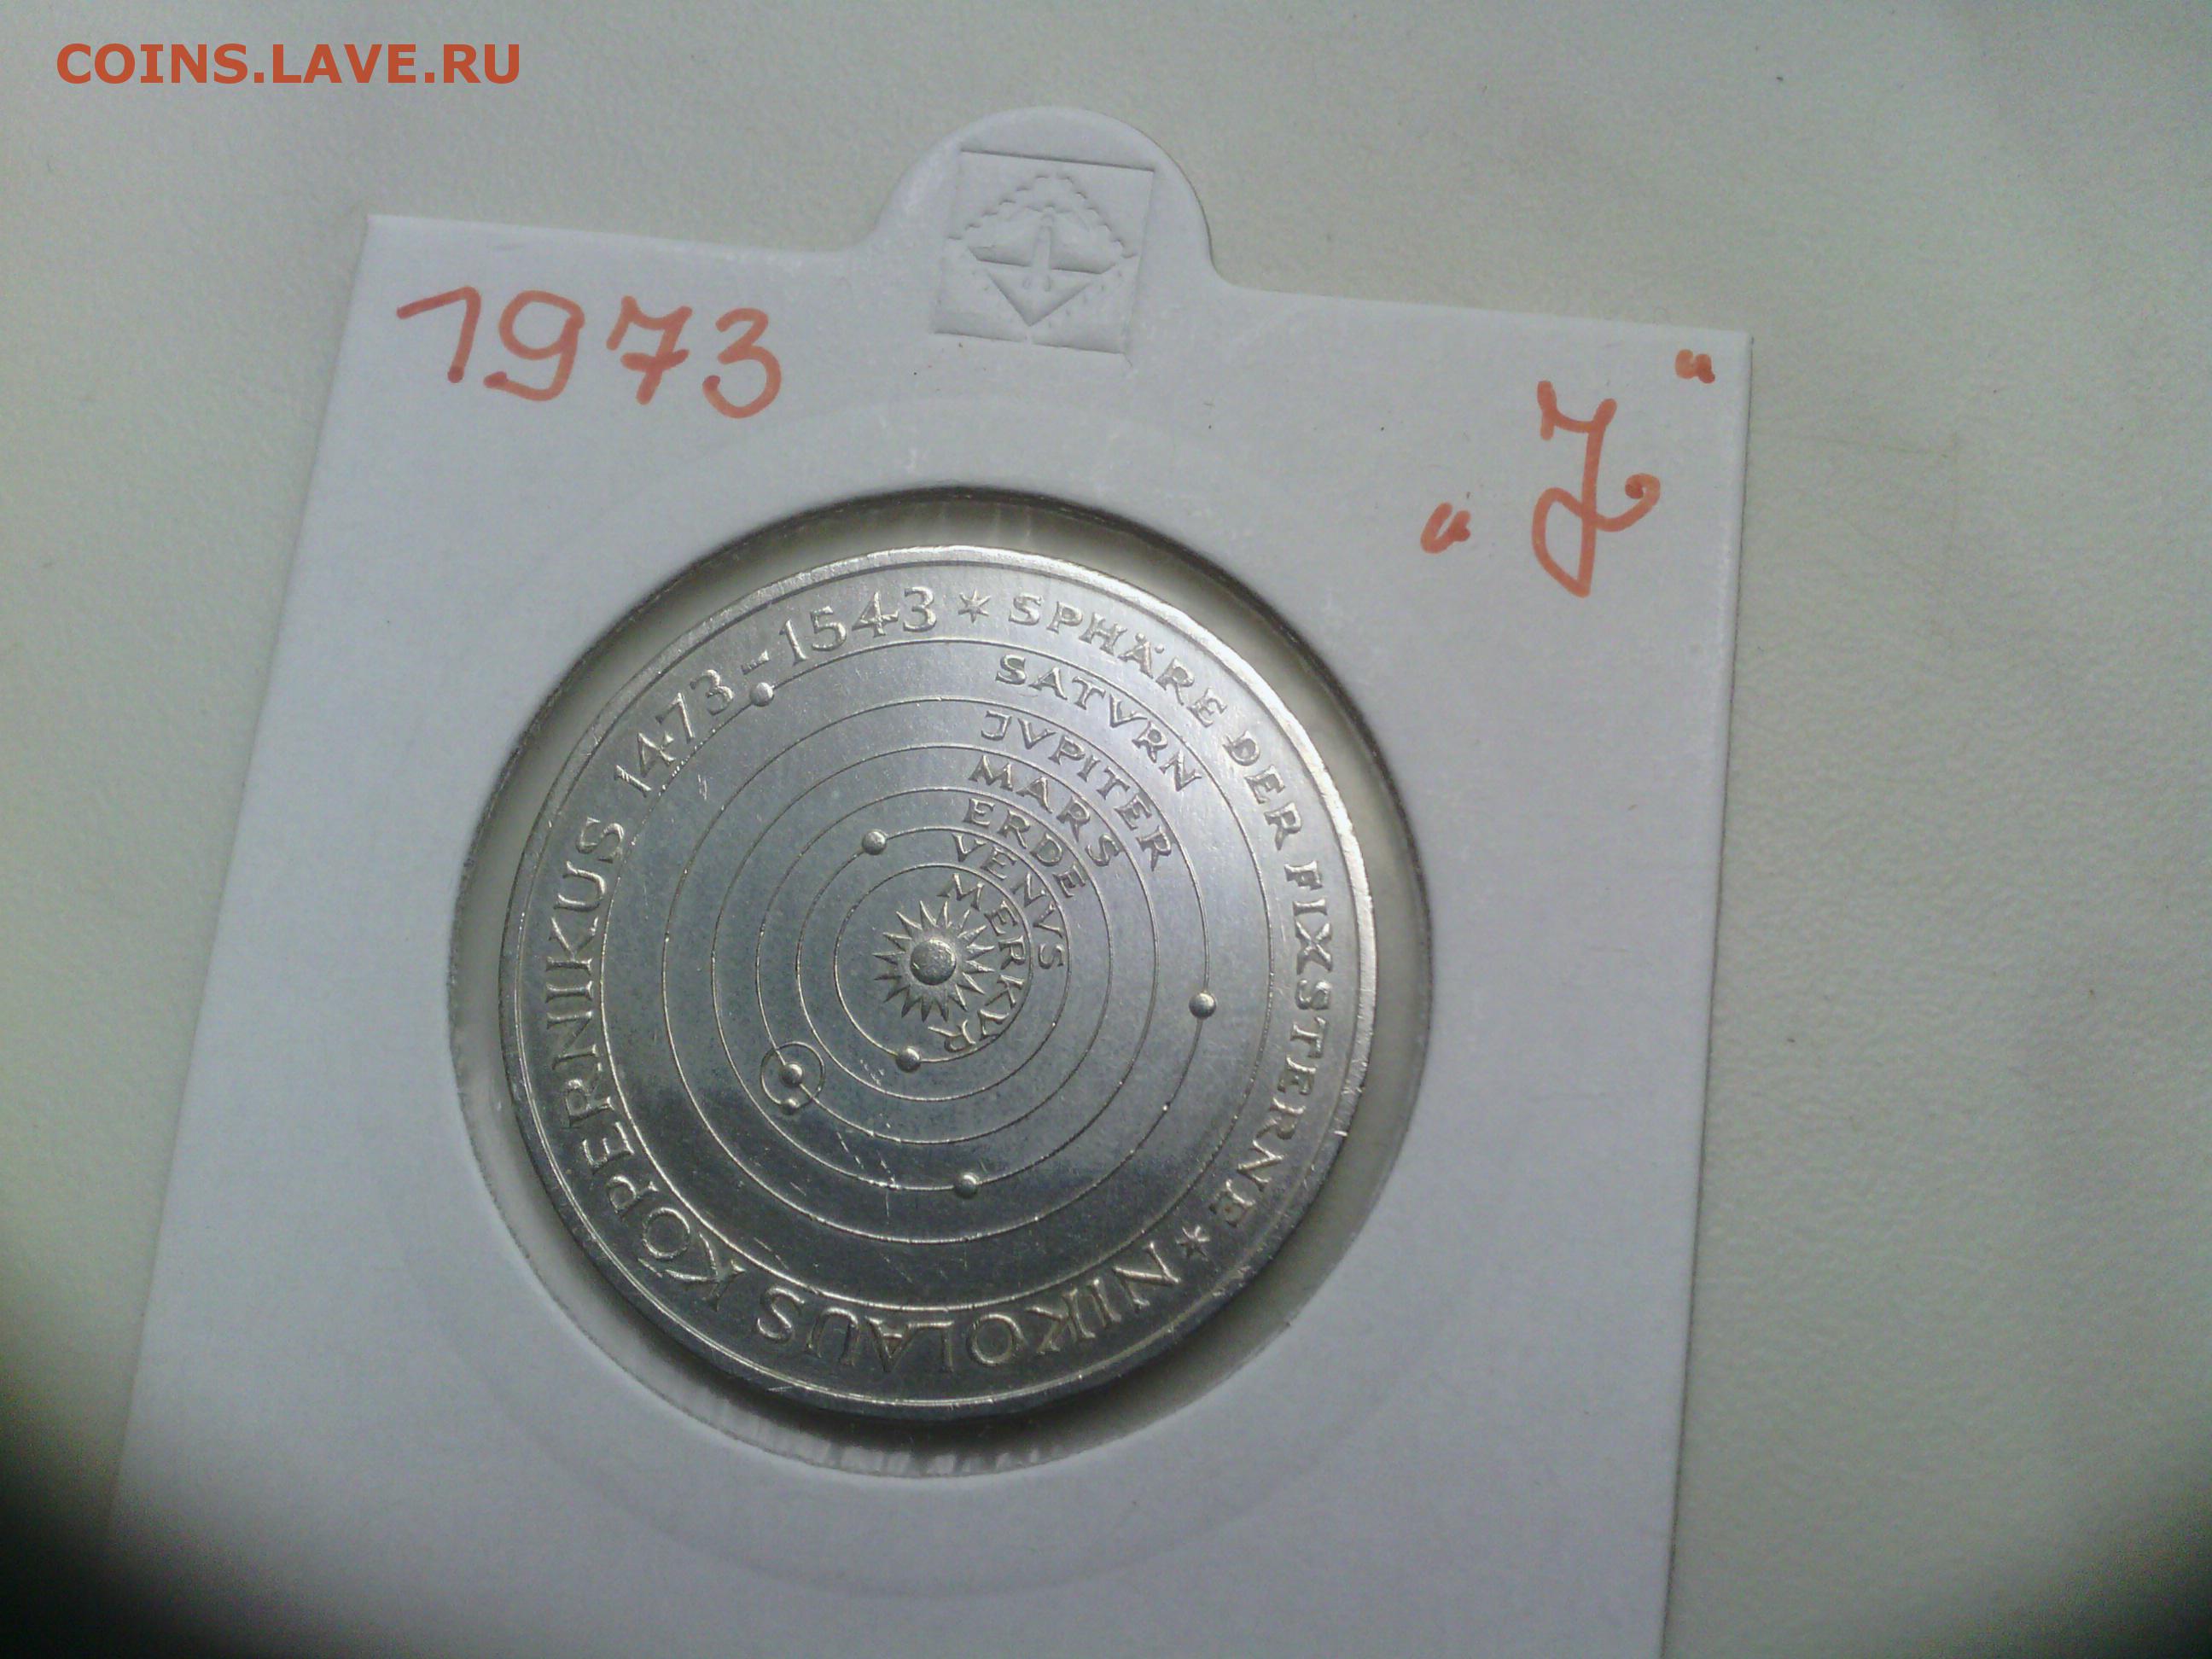 COINS.LAVE.RU
1973
„J“
NIKOLAUS KOPERNIKUS 1473-1543 * SPHÄRE DER FIXSTERNE *
SATVRN
JVPITER
MARS
ERDE
VENVS
MERKVR